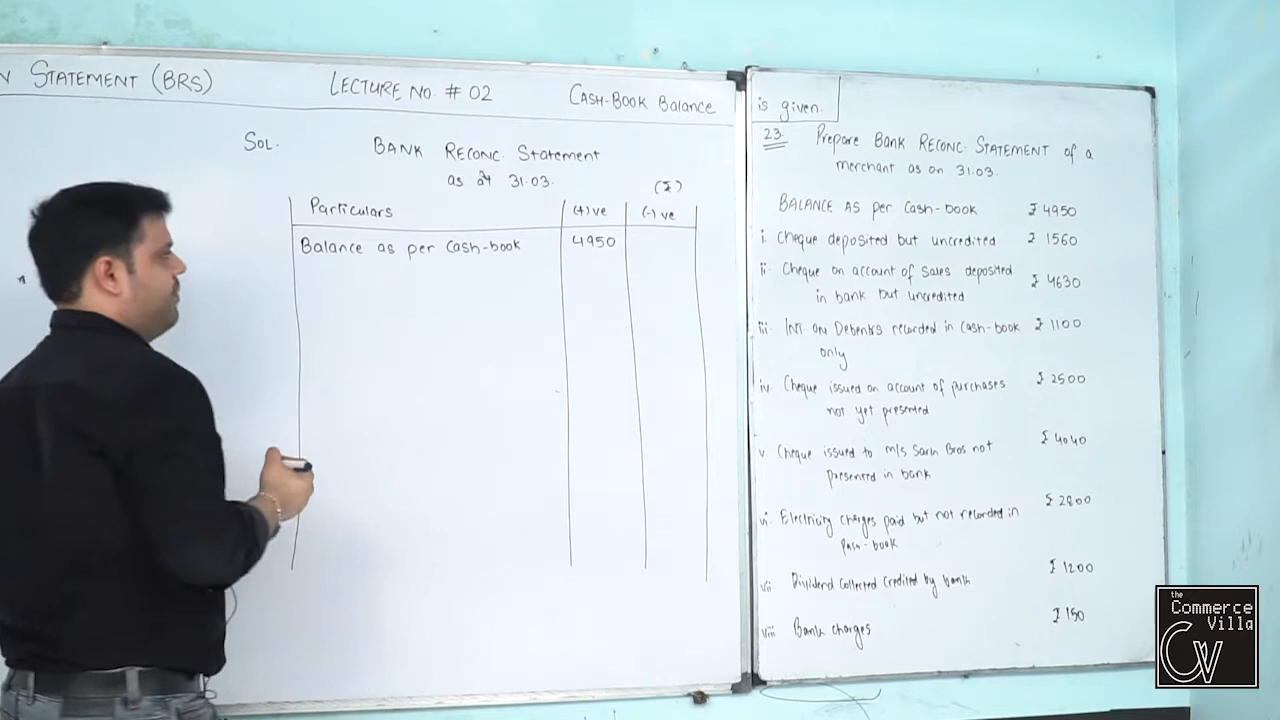 N STATEMENT (BRS) LECTURE NO. # 02 CASH-BOOK Balance
SOL. BANK RECONC. Statement
as at 31.03.
(₹)
Particulars (+)ve (-)ve
Balance as per cash-book 4950
is given.
23. Prepare BANK RECONC. STATEMENT of a
merchant as on 31.03.
BALANCE AS per Cash-book ₹ 4950
i. Cheque deposited but uncredited ₹ 1560
ii. Cheque on account of sales deposited
in bank but uncredited ₹ 4630
iii. Int. on recorded in Cash-book ₹ 1100
only
iv. Cheque issued on account of purchases ₹ 2500
not yet presented
v. Cheque issued to m/s Bros not ₹ 4040
presented in bank
vi. Electricity charges paid but not recorded in ₹ 2800
Pass-book
vii. Dividend collected credited by bank ₹ 1200
viii. Bank charges ₹ 150
the
Commerce
Villa
CV